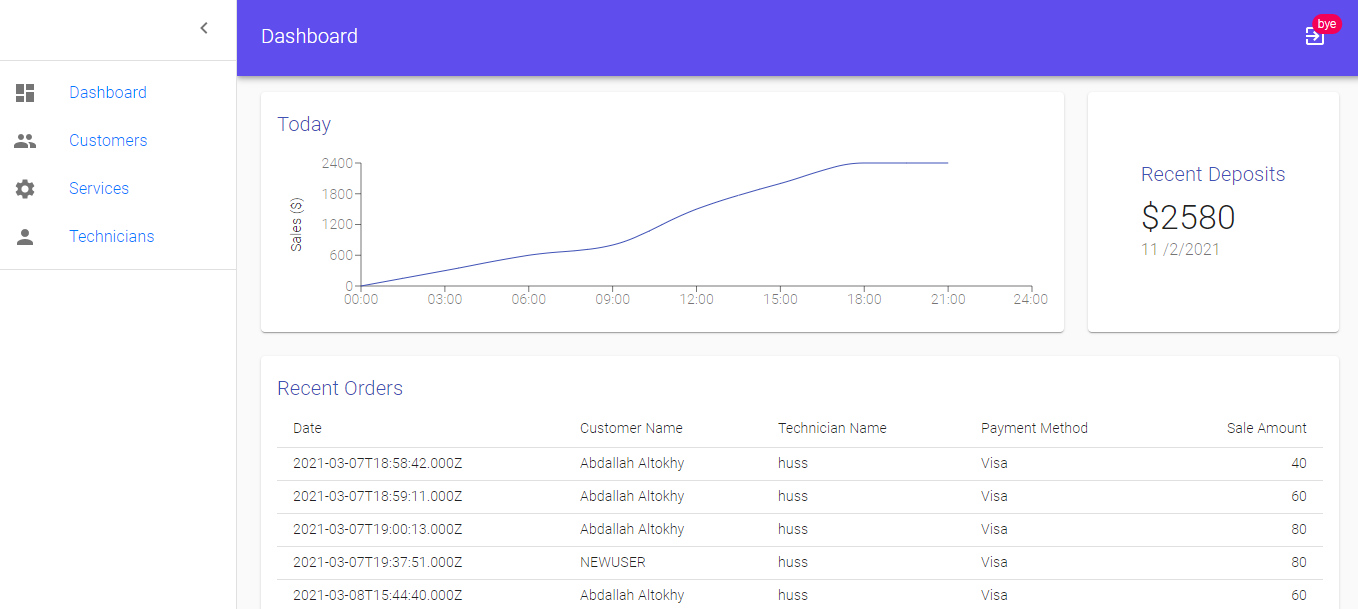 Dashboard
bye
Dashboard
Customers
Services
Technicians
Today
2400
1800
1200
600
0
Sales ($)
00:00 03:00 06:00 09:00 12:00 15:00 18:00 21:00 24:00
Recent Deposits
$2580
11 /2/2021
Recent Orders
Date Customer Name Technician Name Payment Method Sale Amount
2021-03-07T18:58:42.000Z Abdallah Altokhy huss Visa 40
2021-03-07T18:59:11.000Z Abdallah Altokhy huss Visa 60
2021-03-07T19:00:13.000Z Abdallah Altokhy huss Visa 80
2021-03-07T19:37:51.000Z NEWUSER huss Visa 80
2021-03-08T15:44:40.000Z Abdallah Altokhy huss Visa 60